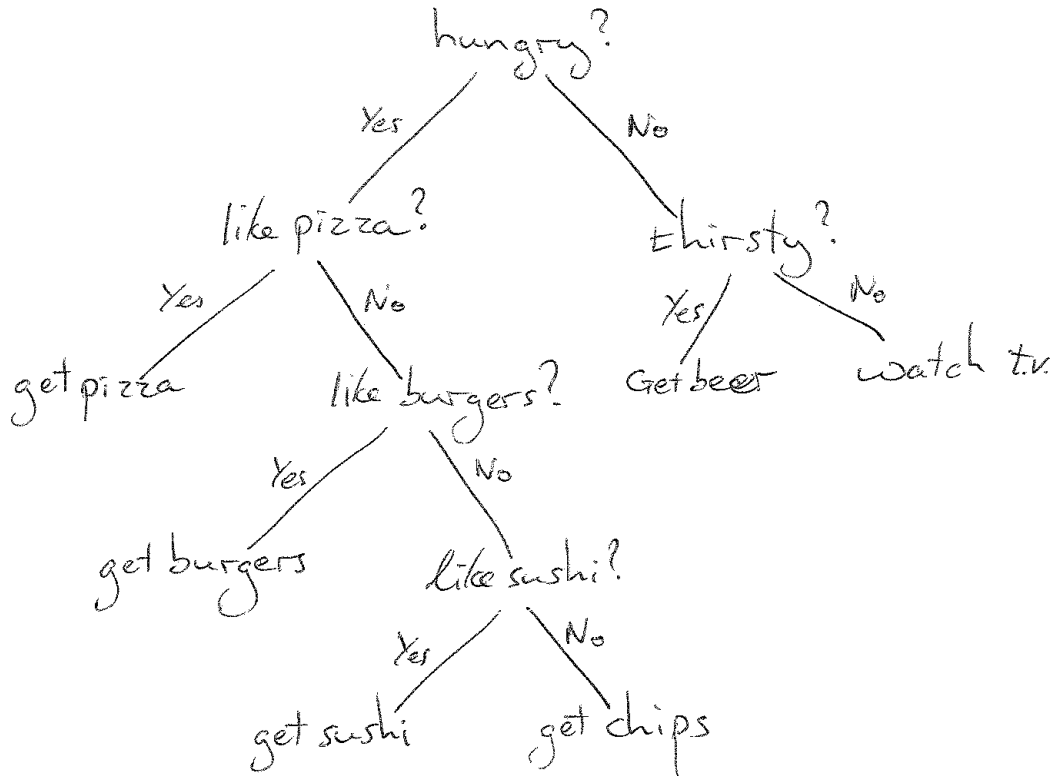 hungry?
Yes
No
like pizza?
thirsty?
Yes
No
Yes
No
get pizza
like burgers?
Get beer
watch t.v.
Yes
No
get burgers
like sushi?
Yes
No
get sushi
get chips